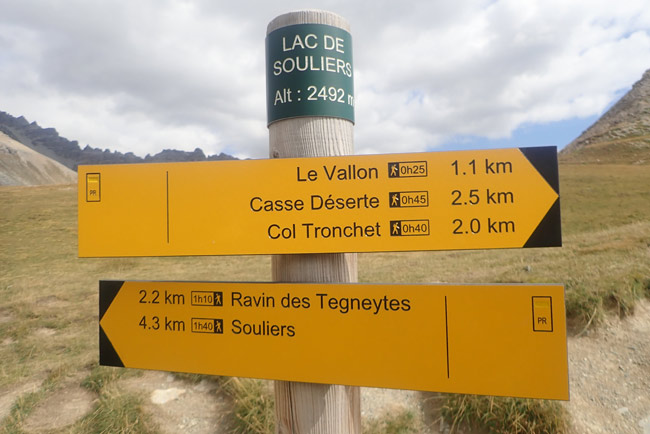 LAC DE
SOULIERS
Alt : 2492 m
PR
Le Vallon 0h25 1.1 km
Casse Déserte 0h45 2.5 km
Col Tronchet 0h40 2.0 km
2.2 km 1h10 Ravin des Tegneytes
4.3 km 1h40 Souliers
PR